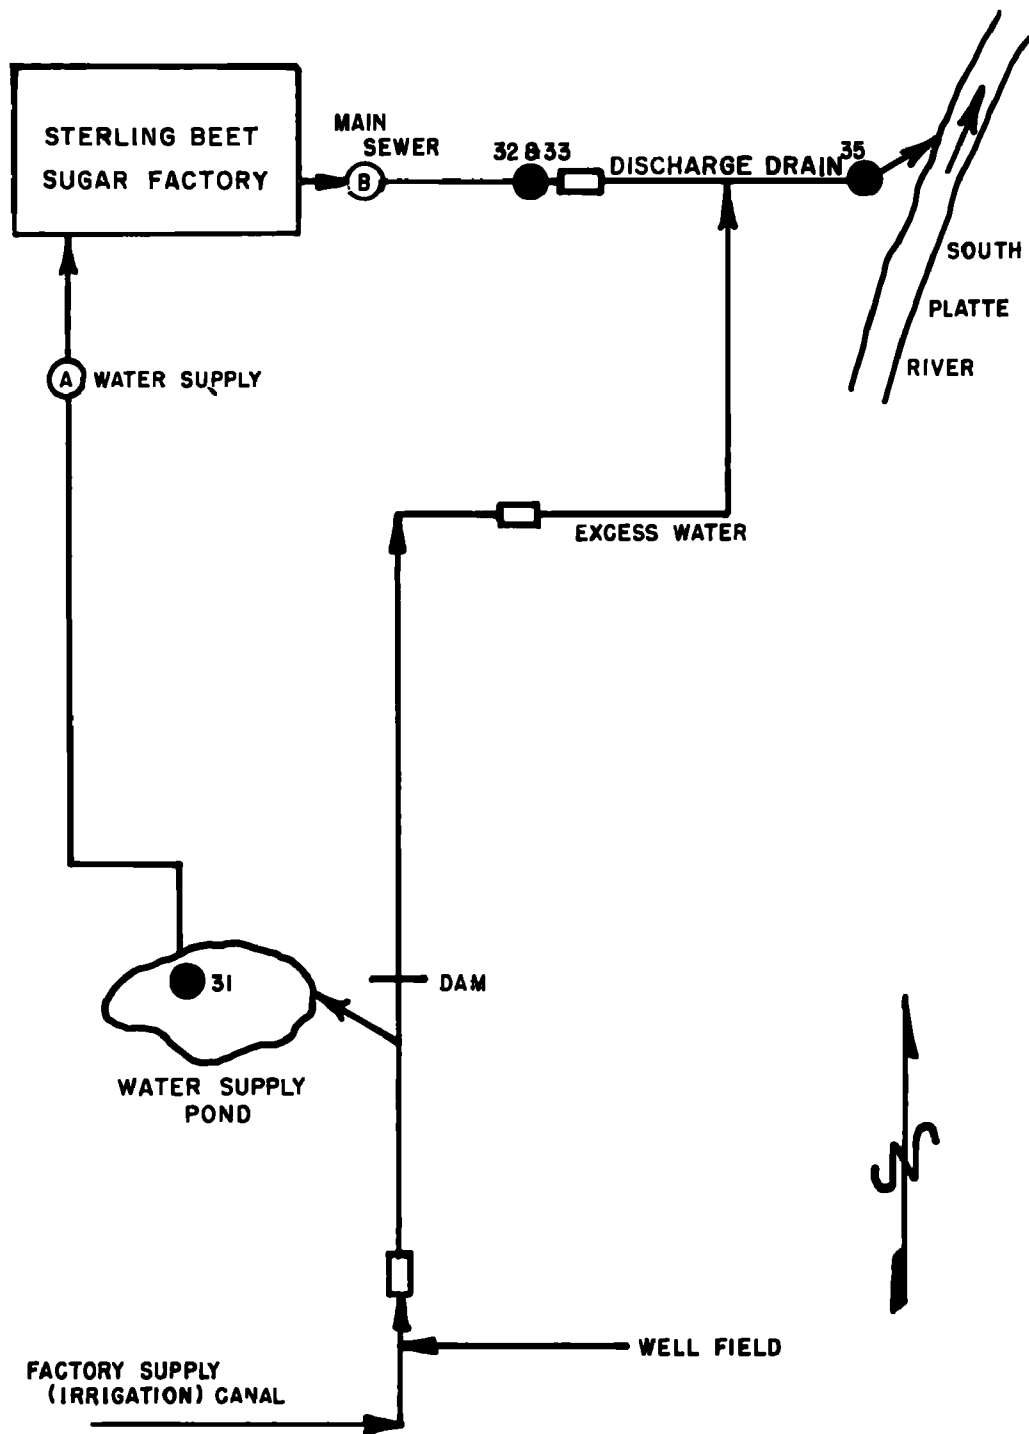 STERLING BEET
SUGAR FACTORY
MAIN
SEWER
B
32 & 33
DISCHARGE DRAIN
35
SOUTH
PLATTE
RIVER
A
WATER SUPPLY
EXCESS WATER
31
DAM
WATER SUPPLY
POND
N
WELL FIELD
FACTORY SUPPLY
(IRRIGATION) CANAL